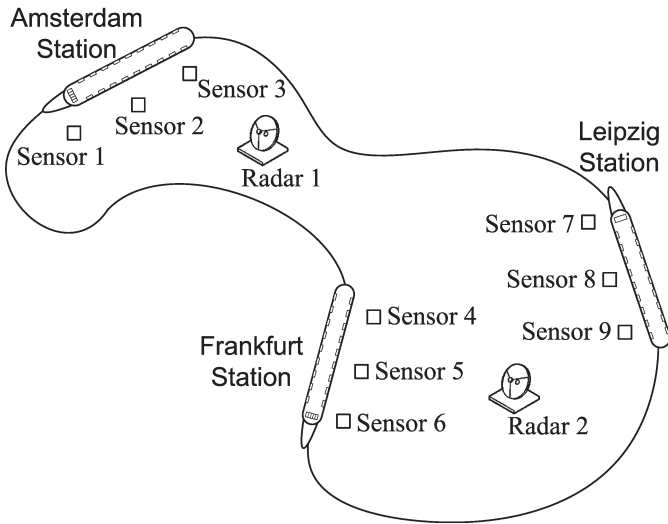 Amsterdam
Station
Sensor 3
Sensor 2
Sensor 1
Radar 1
Leipzig
Station
Sensor 7
Sensor 8
Sensor 9
Sensor 4
Frankfurt
Station
Sensor 5
Sensor 6
Radar 2